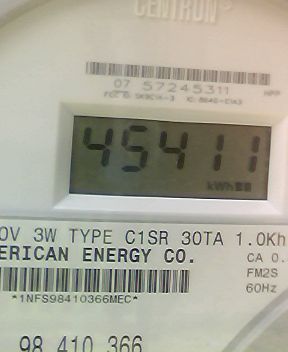 CENTRON®
07 57245311
45411
kWh
0V 3W TYPE C1SR 30TA 1.0Kh
ERICAN ENERGY CO.
CA 0.
*1NFS98410366MEC*
FM2S
60Hz
98 410 366